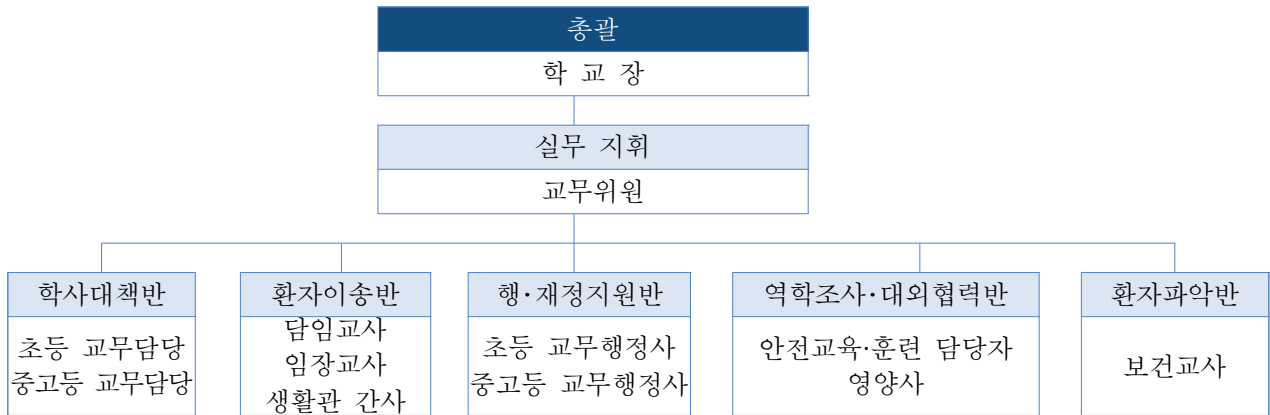 총괄
학 교 장
실무 지휘
교무위원
학사대책반
초등 교무담당
중고등 교무담당
환자이송반
담임교사
임장교사
생활관 간사
행·재정지원반
초등 교무행정사
중고등 교무행정사
역학조사·대외협력반
안전교육·훈련 담당자
영양사
환자파악반
보건교사